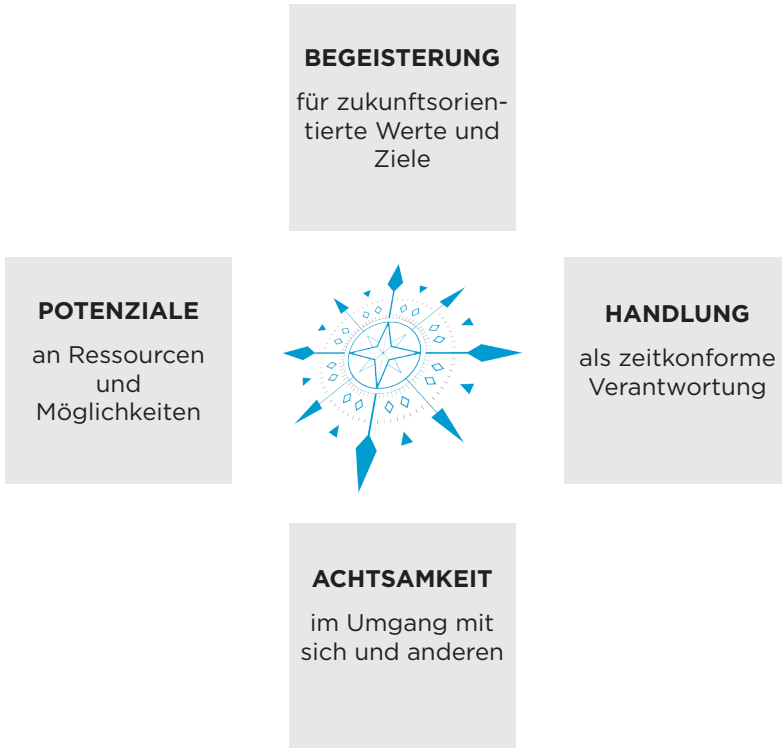 BEGEISTERUNG
für zukunftsorien-
tierte Werte und
Ziele
POTENZIALE
an Ressourcen
und
Möglichkeiten
HANDLUNG
als zeitkonforme
Verantwortung
ACHTSAMKEIT
im Umgang mit
sich und anderen